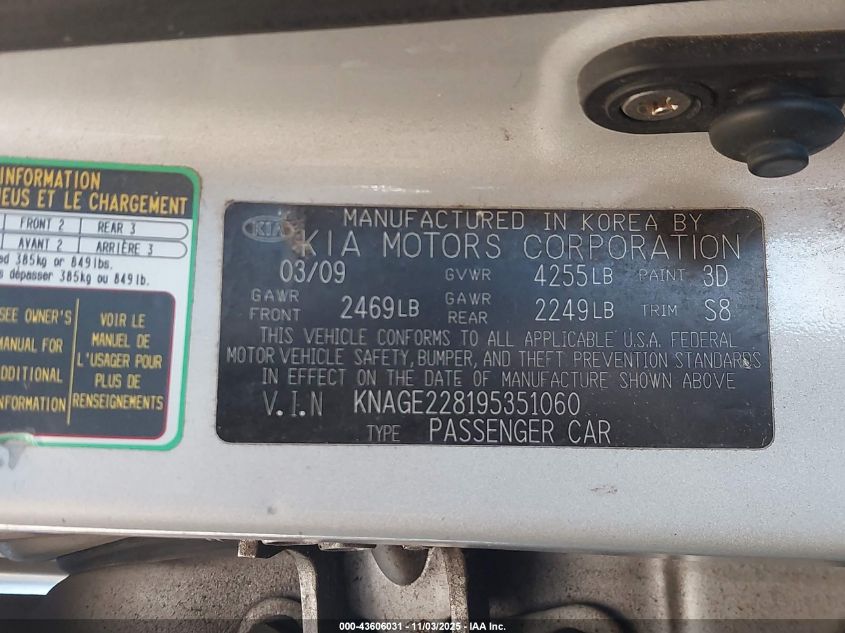 INFORMATION
NEUS ET LE CHARGEMENT
FRONT 2 REAR 3
AVANT 2 ARRIÈRE 3
385kg or 849lbs.
dépasser 385kg ou 849lb.
SEE OWNER'S
MANUAL FOR
ADDITIONAL
INFORMATION
VOIR LE
MANUEL DE
L'USAGER POUR
PLUS DE
RENSEIGNEMENTS
KIA
MANUFACTURED IN KOREA BY
KIA MOTORS CORPORATION
03/09 GVWR 4255LB PAINT 3D
GAWR FRONT 2469LB GAWR REAR 2249LB TRIM S8
THIS VEHICLE CONFORMS TO ALL APPLICABLE U.S.A. FEDERAL
MOTOR VEHICLE SAFETY, BUMPER, AND THEFT PREVENTION STANDARDS
IN EFFECT ON THE DATE OF MANUFACTURE SHOWN ABOVE
V.I.N KNAGE228195351060
TYPE PASSENGER CAR
000-43606031 - 11/03/2025 - IAA Inc.